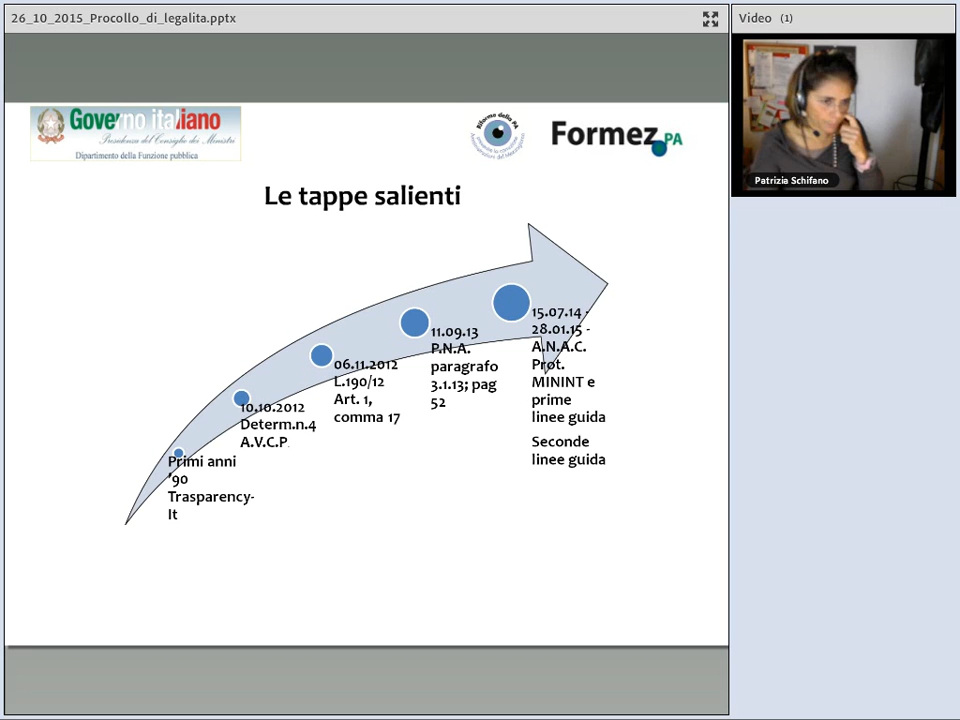 26_10_2015_Procollo_di_legalita.pptx
Video (1)
Governo italiano
Presidenza del Consiglio dei Ministri
Dipartimento della Funzione pubblica
Riforma della PA
Formez PA
Patrizia Schifano
Le tappe salienti
Primi anni
'90
Trasparency-
It
10.10.2012
Determ.n.4
A.V.C.P.
06.11.2012
L.190/12
Art. 1,
comma 17
11.09.13
P.N.A.
paragrafo
3.1.13; pag
52
15.07.14 -
28.01.15 -
A.N.A.C.
Prot.
MININT e
prime
linee guida
Seconde
linee guida